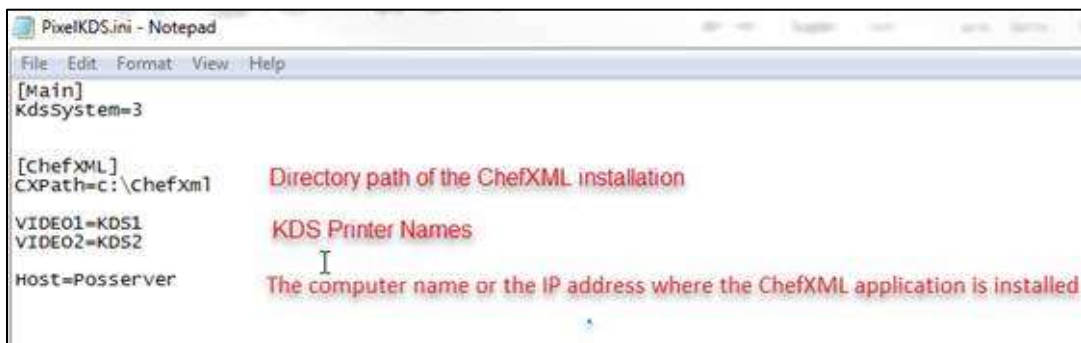 PixelKDS.ini - Notepad
File Edit Format View Help
[Main]
KdsSystem=3
[ChefXML]
CXPath=c:\ChefXml Directory path of the ChefXML installation
VIDEO1=KDS1
VIDEO2=KDS2 KDS Printer Names
Host=Posserver The computer name or the IP address where the ChefXML application is installed